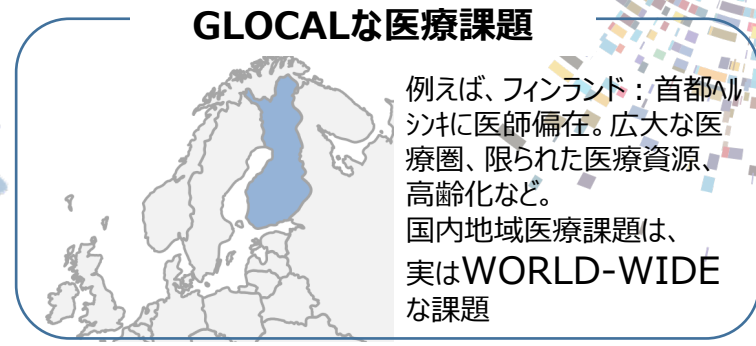 GLOCALな医療課題
例えば、フィンランド：首都ﾍﾙ
ｼﾝｷに医師偏在。広大な医
療圏、限られた医療資源、
高齢化など。
国内地域医療課題は、
実はWORLD-WIDE
な課題